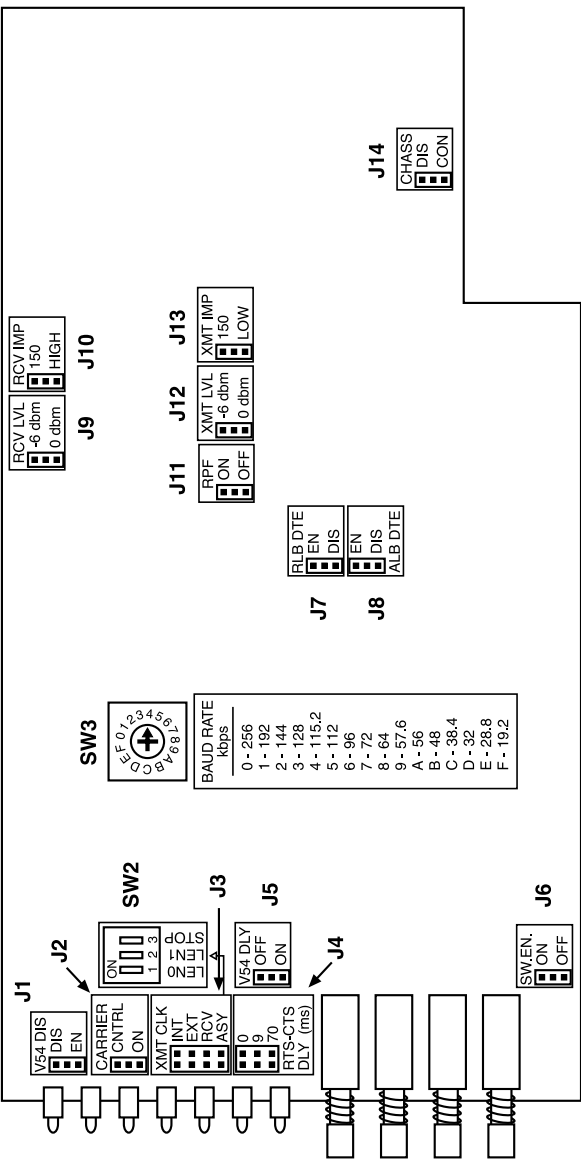 J1
V54 DIS
DIS
EN
J2
CARRIER
CNTRL
ON
SW2
ON
1 2 3
LEN0
LEN1
STOP
J3
XMT CLK
INT
EXT
RCV
ASY
J5
V54 DLY
OFF
ON
J4
0
9
70
RTS-CTS
DLY (ms)
J6
SW.EN.
ON
OFF
SW3
0123456789ABCDEF
BAUD RATE
kbps
0 - 256
1 - 192
2 - 144
3 - 128
4 - 115.2
5 - 112
6 - 96
7 - 72
8 - 64
9 - 57.6
A - 56
B - 48
C - 38.4
D - 32
E - 28.8
F - 19.2
J7
RLB DTE
EN
DIS
J8
EN
DIS
ALB DTE
RCV LVL
-6 dbm
0 dbm
J9
RCV IMP
150
HIGH
J10
J11
RPF
ON
OFF
J12
XMT LVL
-6 dbm
0 dbm
J13
XMT IMP
150
LOW
J14
CHASS
DIS
CON